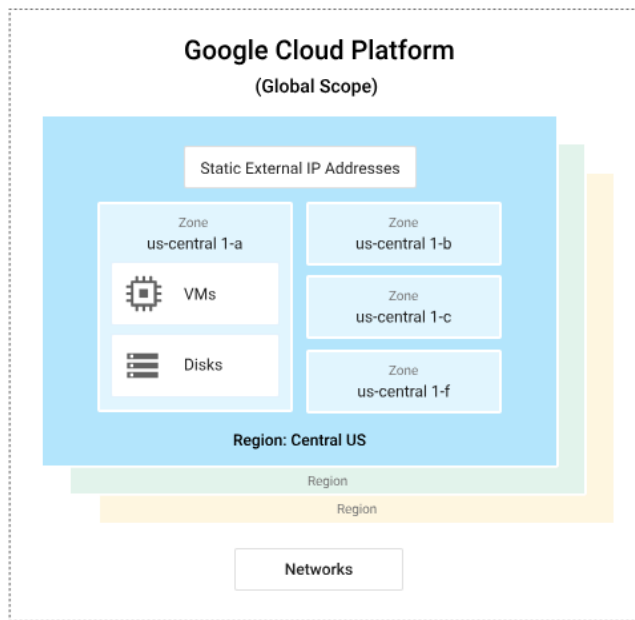 Google Cloud Platform
(Global Scope)
Static External IP Addresses
Zone
us-central 1-a
VMs
Disks
Zone
us-central 1-b
Zone
us-central 1-c
Zone
us-central 1-f
Region: Central US
Region
Region
Networks